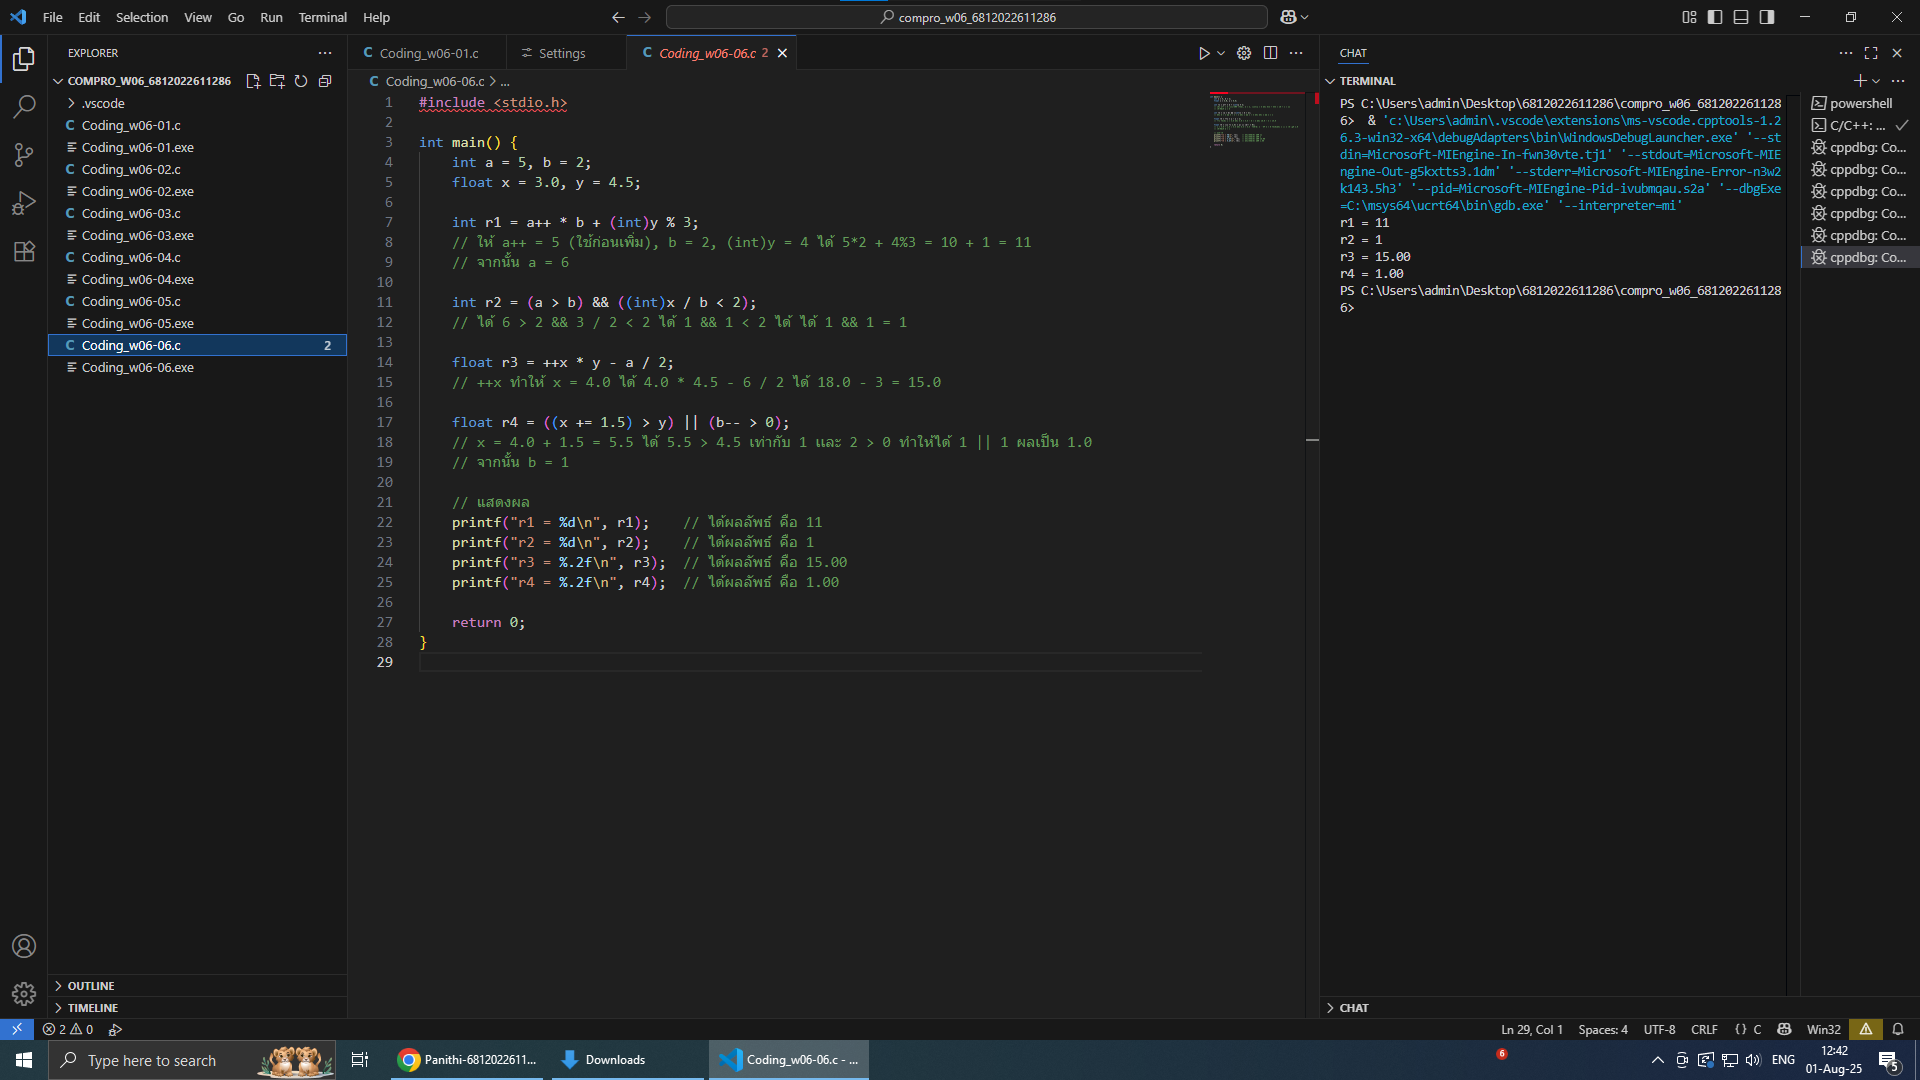 File Edit Selection View Go Run Terminal Help
compro_w06_6812022611286
EXPLORER
COMPRO_W06_6812022611286
.vscode
Coding_w06-01.c
Coding_w06-01.exe
Coding_w06-02.c
Coding_w06-02.exe
Coding_w06-03.c
Coding_w06-03.exe
Coding_w06-04.c
Coding_w06-04.exe
Coding_w06-05.c
Coding_w06-05.exe
Coding_w06-06.c 2
Coding_w06-06.exe
OUTLINE
TIMELINE
Coding_w06-01.c Settings Coding_w06-06.c 2
Coding_w06-06.c > ...
1 #include <stdio.h>
2
3 int main() {
4 int a = 5, b = 2;
5 float x = 3.0, y = 4.5;
6
7 int r1 = a++ * b + (int)y % 3;
8 // ให้ a++ = 5 (ใช้ก่อนเพิ่ม), b = 2, (int)y = 4 ได้ 5*2 + 4%3 = 10 + 1 = 11
9 // จากนั้น a = 6
10
11 int r2 = (a > b) && ((int)x / b < 2);
12 // ได้ 6 > 2 && 3 / 2 < 2 ได้ 1 && 1 < 2 ได้ ได้ 1 && 1 = 1
13
14 float r3 = ++x * y - a / 2;
15 // ++x ทำให้ x = 4.0 ได้ 4.0 * 4.5 - 6 / 2 ได้ 18.0 - 3 = 15.0
16
17 float r4 = ((x += 1.5) > y) || (b-- > 0);
18 // x = 4.0 + 1.5 = 5.5 ได้ 5.5 > 4.5 เท่ากับ 1 และ 2 > 0 ทำให้ได้ 1 || 1 ผลเป็น 1.0
19 // จากนั้น b = 1
20
21 // แสดงผล
22 printf("r1 = %d\n", r1); // ได้ผลลัพธ์ คือ 11
23 printf("r2 = %d\n", r2); // ได้ผลลัพธ์ คือ 1
24 printf("r3 = %.2f\n", r3); // ได้ผลลัพธ์ คือ 15.00
25 printf("r4 = %.2f\n", r4); // ได้ผลลัพธ์ คือ 1.00
26
27 return 0;
28 }
29
CHAT
TERMINAL
PS C:\Users\admin\Desktop\6812022611286\compro_w06_681202261128
6> & 'c:\Users\admin\.vscode\extensions\ms-vscode.cpptools-1.2
6.3-win32-x64\debugAdapters\bin\WindowsDebugLauncher.exe' '--st
din=Microsoft-MIEngine-In-fwn30vte.tj1' '--stdout=Microsoft-MIE
ngine-Out-g5kxtts3.1dm' '--stderr=Microsoft-MIEngine-Error-n3w2
k143.5h3' '--pid=Microsoft-MIEngine-Pid-ivubmqau.s2a' '--dbgExe
=C:\msys64\ucrt64\bin\gdb.exe' '--interpreter=mi'
r1 = 11
r2 = 1
r3 = 15.00
r4 = 1.00
PS C:\Users\admin\Desktop\6812022611286\compro_w06_681202261128
6>
powershell
C/C++: ...
cppdbg: Co...
cppdbg: Co...
cppdbg: Co...
cppdbg: Co...
cppdbg: Co...
cppdbg: Co...
CHAT
2 0
Ln 29, Col 1 Spaces: 4 UTF-8 CRLF {} C Win32
Type here to search
Panithi-6812022611...
Downloads
Coding_w06-06.c - ...
6
ENG
12:42
01-Aug-25
5